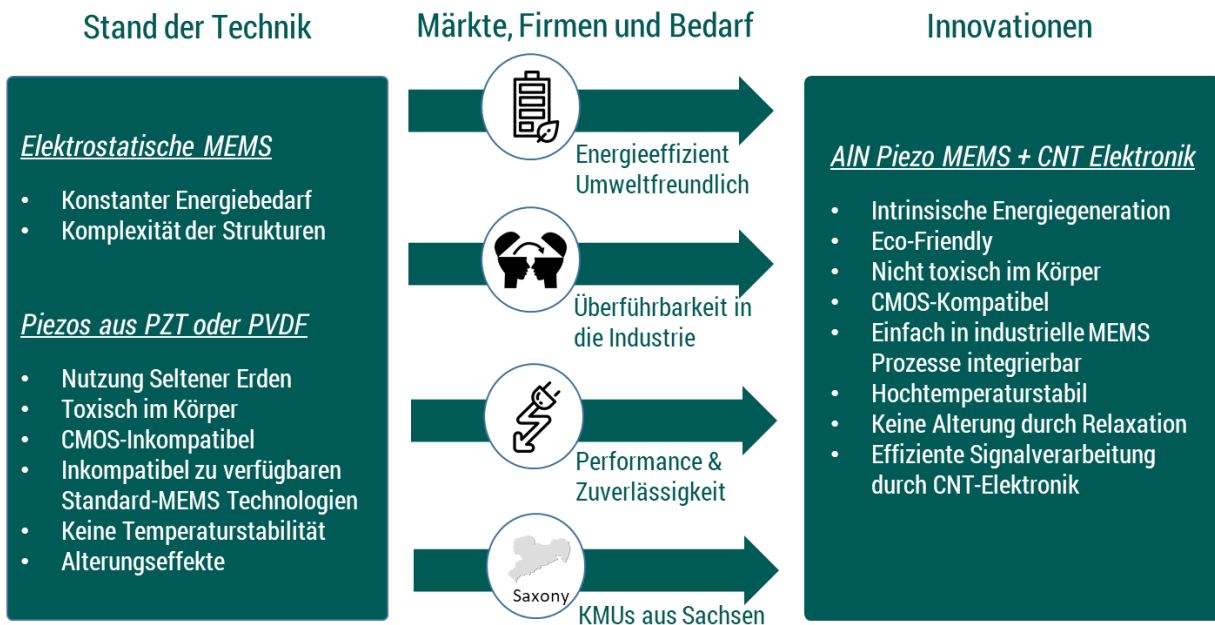 Stand der Technik
Elektrostatische MEMS
• Konstanter Energiebedarf
• Komplexität der Strukturen
Piezos aus PZT oder PVDF
• Nutzung Seltener Erden
• Toxisch im Körper
• CMOS-Inkompatibel
• Inkompatibel zu verfügbaren
Standard-MEMS Technologien
• Keine Temperaturstabilität
• Alterungseffekte
Märkte, Firmen und Bedarf
Energieeffizient
Umweltfreundlich
Überführbarkeit in
die Industrie
Performance &
Zuverlässigkeit
Saxony
KMUs aus Sachsen
Innovationen
AlN Piezo MEMS + CNT Elektronik
• Intrinsische Energiegeneration
• Eco-Friendly
• Nicht toxisch im Körper
• CMOS-Kompatibel
• Einfach in industrielle MEMS
Prozesse integrierbar
• Hochtemperaturstabil
• Keine Alterung durch Relaxation
• Effiziente Signalverarbeitung
durch CNT-Elektronik